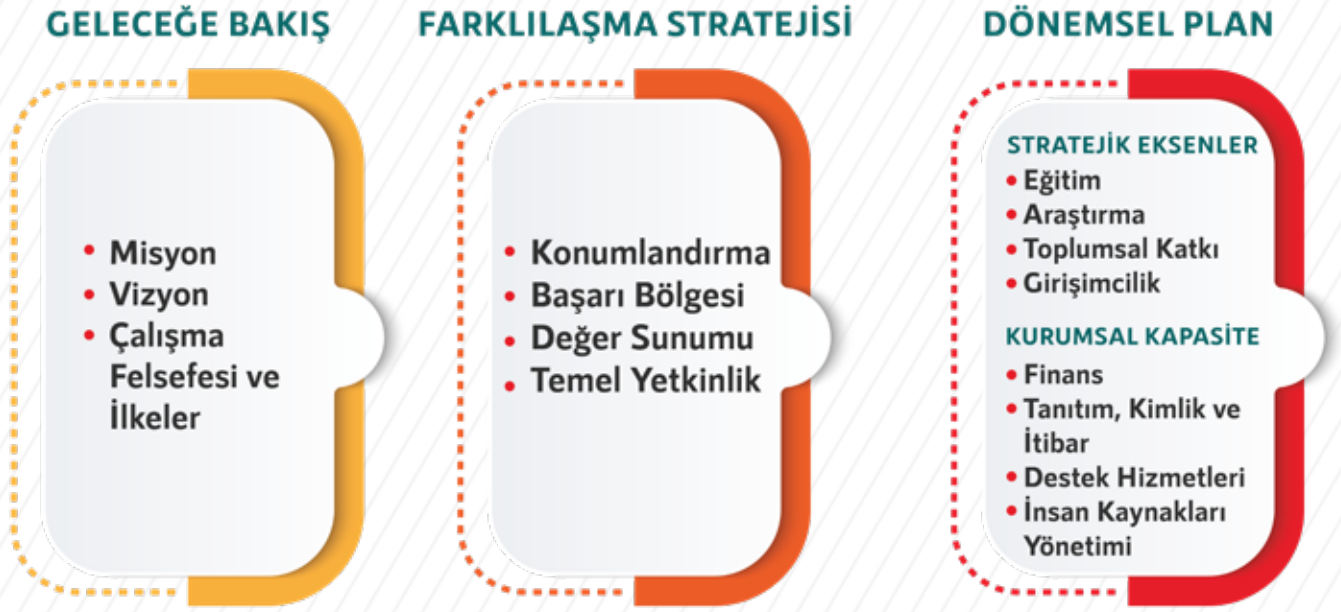 GELECEĞE BAKIŞ
• Misyon
• Vizyon
• Çalışma
Felsefesi ve
İlkeler
FARKLILAŞMA STRATEJİSİ
• Konumlandırma
• Başarı Bölgesi
• Değer Sunumu
• Temel Yetkinlik
DÖNEMSEL PLAN
STRATEJİK EKSENLER
• Eğitim
• Araştırma
• Toplumsal Katkı
• Girişimcilik
KURUMSAL KAPASİTE
• Finans
• Tanıtım, Kimlik ve
İtibar
• Destek Hizmetleri
• İnsan Kaynakları
Yönetimi